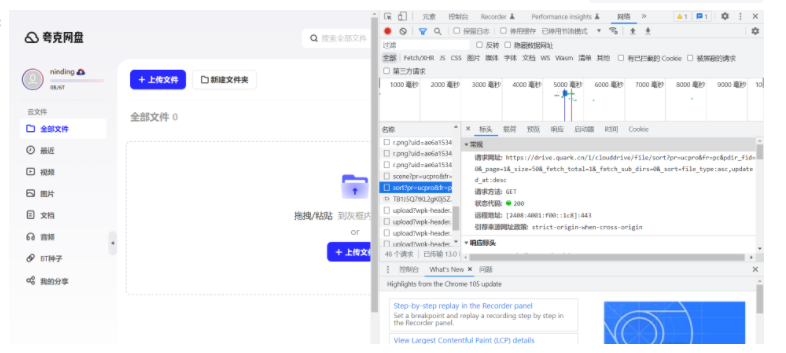 夸克网盘
搜索全部文件
ninding
0B/6T
云文件
全部文件
最近
视频
图片
文档
音频
BT种子
我的分享
+ 上传文件
新建文件夹
全部文件 0
拖拽/粘贴 到灰框内
or
+ 上传文
元素 控制台 Recorder Performance insights 网络 » 1 1
保留日志 停用缓存 已停用节流模式
过滤
反转 隐藏数据网址
全部 Fetch/XHR JS CSS 图片 媒体 字体 文档 WS Wasm 清单 其他 有已拦截的 Cookie 被屏蔽的请求
第三方请求
1000 毫秒 2000 毫秒 3000 毫秒 4000 毫秒 5000 毫秒 6000 毫秒 7000 毫秒 8000 毫秒 9000 毫秒 10
名称
r.png?uid=ae6a1534
r.png?uid=ae6a1534
r.png?uid=ae6a1534
scene?pr=ucpro&fr=
sort?pr=ucpro&fr=p
upload?wpk-header.
upload?wpk-header.
upload?wpk-header.
upload?wpk-header.
46 个请求 已传输 13.0
× 标头 载荷 预览 响应 启动器 时间 Cookie
▼ 常规
请求网址: https://drive.quark.cn/1/clouddrive/file/sort?pr=ucpro&fr=pc&pdir_fid=
0&_page=1&_size=50&_fetch_total=1&_fetch_sub_dirs=0&_sort=file_type:asc,update
d_at:desc
请求方法: GET
状态代码: 200
远程地址: [2408:4001:f00::1c8]:443
引荐来源网址政策: strict-origin-when-cross-origin
▼ 响应标头
控制台 What's New × 问题
Highlights from the Chrome 105 update
Step-by-step replay in the Recorder panel
Set a breakpoint and replay a recording step by step in
the Recorder panel.
View Largest Contentful Paint (LCP) details